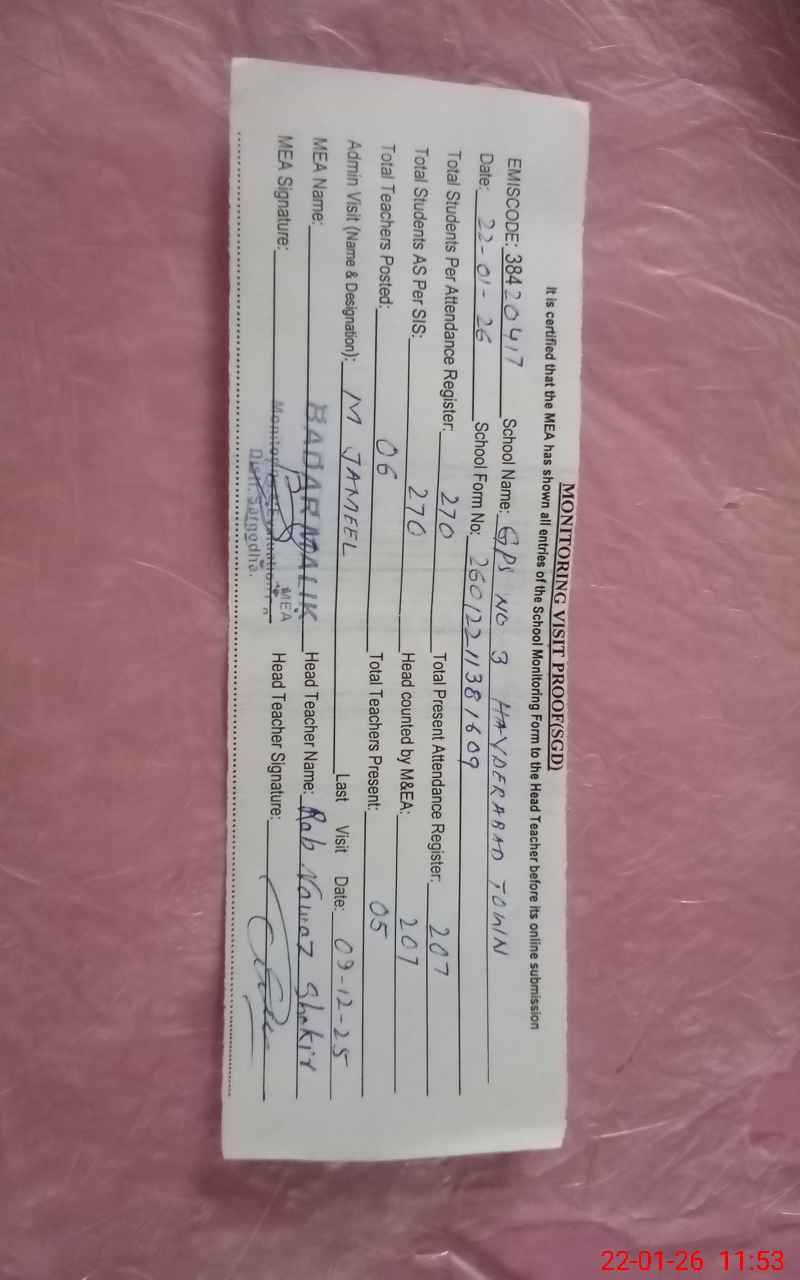 MONITORING VISIT PROOF(SGD)
It is certified that the MEA has shown all entries of the School Monitoring Form to the Head Teacher before its online submission
EMISCODE: 38420417 School Name: GPS NO 3 HAYDERABAD TOWN
Date: 22-01-26 School Form No: 26012211381609
Total Students Per Attendance Register: 270 Total Present Attendance Register: 207
Total Students AS Per SIS: 270 Head counted by M&EA: 207
Total Teachers Posted: 06 Total Teachers Present: 05
Admin Visit (Name & Designation): M JAMEEL Last Visit Date: 09-12-25
MEA Name: BADAR MALIK Head Teacher Name: Rab Nawaz Shakir
MEA Signature: MEA Head Teacher Signature:
Distt. Sargodha.
22-01-26 11:53